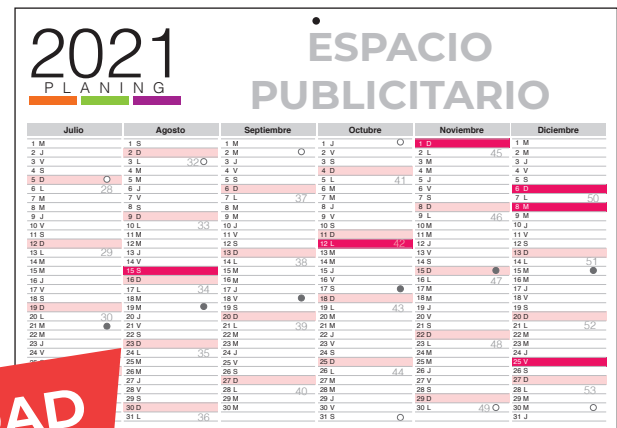 2021
PLANING
ESPACIO
PUBLICITARIO
Julio
1 M
2 J
3 V
4 S
5 D
6 L 28
7 M
8 M
9 J
10 V
11 S
12 D
13 L 29
14 M
15 M
16 J
17 V
18 S
19 D
20 L 30
21 M
22 M
23 J
24 V
Agosto
1 S
2 D
3 L 32
4 M
5 M
6 J
7 V
8 S
9 D
10 L 33
11 M
12 M
13 J
14 V
15 S
16 D
17 L 34
18 M
19 M
20 J
21 V
22 S
23 D
24 L 35
25 M
26 M
27 J
28 V
29 S
30 D
31 L 36
Septiembre
1 M
2 M
3 J
4 V
5 S
6 D
7 L 37
8 M
9 M
10 J
11 V
12 S
13 D
14 L 38
15 M
16 M
17 J
18 V
19 S
20 D
21 L 39
22 M
23 M
24 J
25 V
26 S
27 D
28 L 40
29 M
30 M
Octubre
1 J
2 V
3 S
4 D
5 L 41
6 M
7 M
8 J
9 V
10 S
11 D
12 L 42
13 M
14 M
15 J
16 V
17 S
18 D
19 L 43
20 M
21 M
22 J
23 V
24 S
25 D
26 L 44
27 M
28 M
29 J
30 V
31 S
Noviembre
1 D
2 L 45
3 M
4 M
5 J
6 V
7 S
8 D
9 L 46
10 M
11 M
12 J
13 V
14 S
15 D
16 L 47
17 M
18 M
19 J
20 V
21 S
22 D
23 L 48
24 M
25 M
26 J
27 V
28 S
29 D
30 L 49
Diciembre
1 M
2 M
3 J
4 V
5 S
6 D
7 L 50
8 M
9 M
10 J
11 V
12 S
13 D
14 L 51
15 M
16 M
17 J
18 V
19 S
20 D
21 L 52
22 M
23 M
24 J
25 V
26 S
27 D
28 L 53
29 M
30 M
31 J